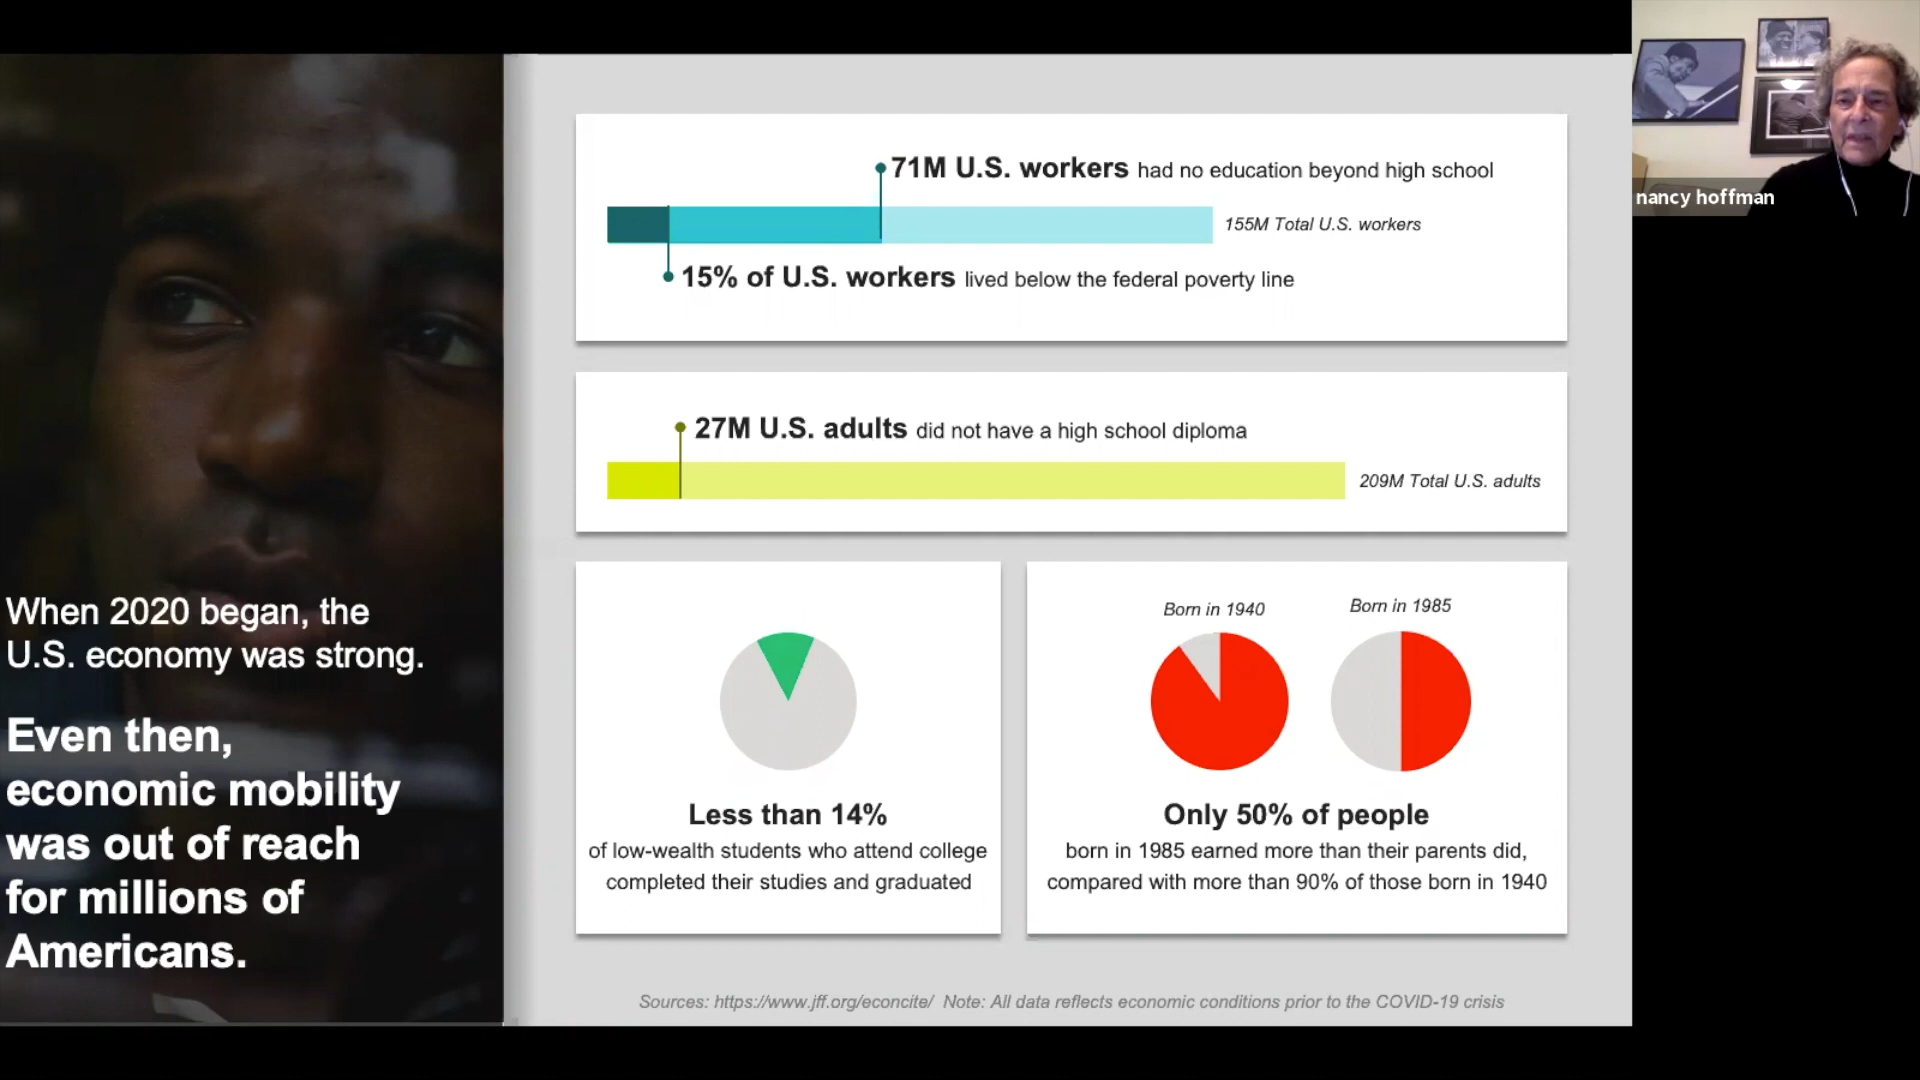 When 2020 began, the
U.S. economy was strong.
Even then,
economic mobility
was out of reach
for millions of
Americans.
71M U.S. workers had no education beyond high school
155M Total U.S. workers
15% of U.S. workers lived below the federal poverty line
27M U.S. adults did not have a high school diploma
209M Total U.S. adults
Less than 14%
of low-wealth students who attend college
completed their studies and graduated
Born in 1940
Born in 1985
Only 50% of people
born in 1985 earned more than their parents did,
compared with more than 90% of those born in 1940
Sources: https://www.jff.org/econcite/ Note: All data reflects economic conditions prior to the COVID-19 crisis
nancy hoffman